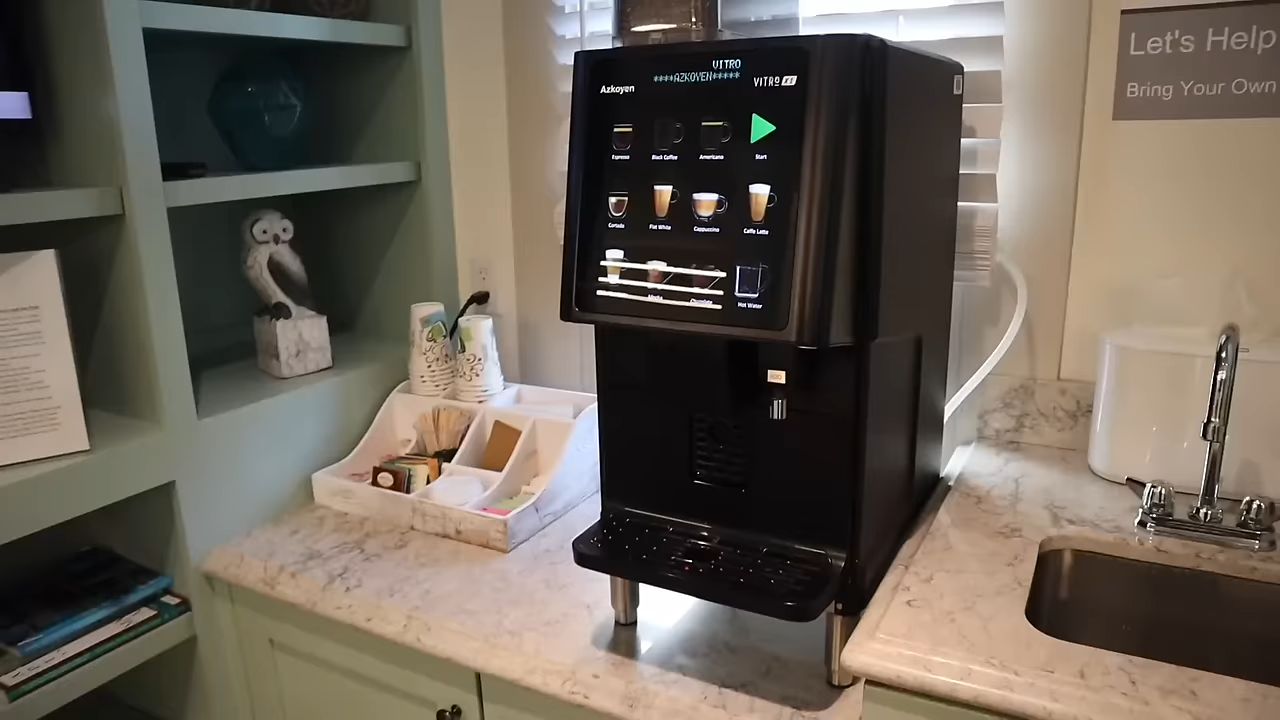 VITRO
****AZKOYEN*****
Azkoyen
VITRO X1
Espresso
Black Coffee
Americano
Start
Cortado
Flat White
Cappuccino
Caffe Latte
Mocha
Chocolate
Hot Water
Let's Help
Bring Your Own